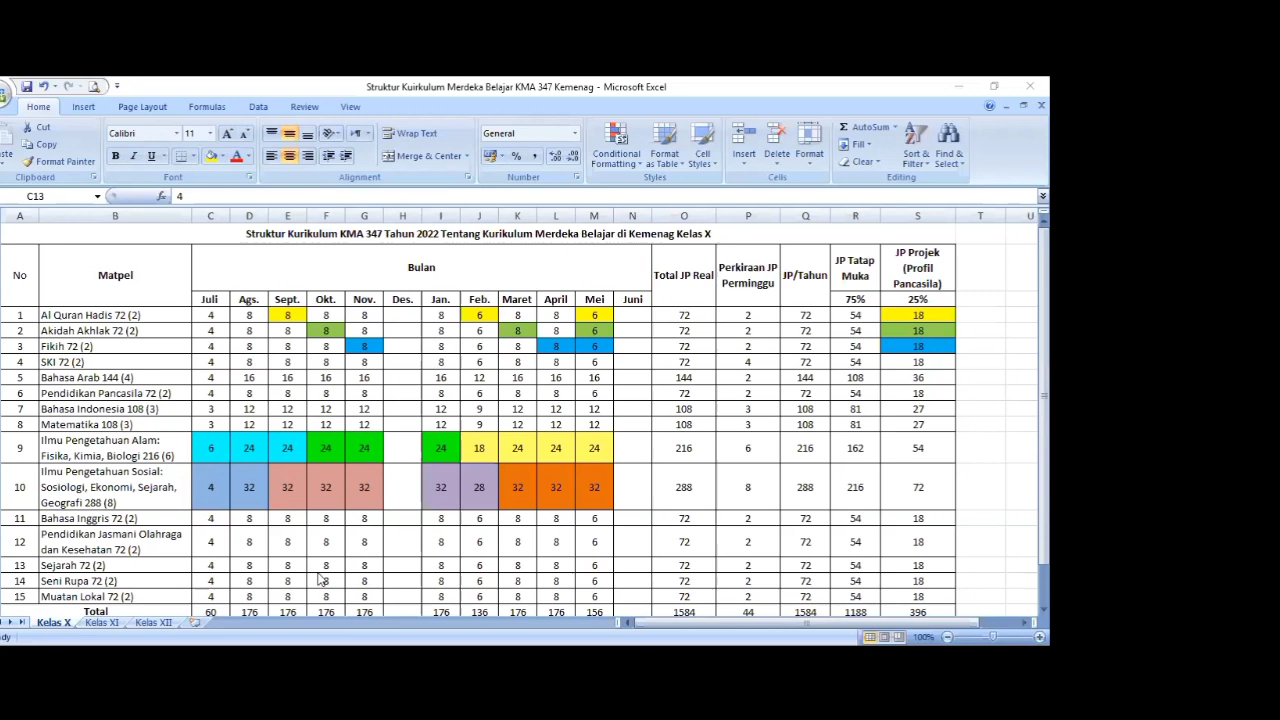 Struktur Kuirkulum Merdeka Belajar KMA 347 Kemenag - Microsoft Excel
Home Insert Page Layout Formulas Data Review View
Cut
Copy
Format Painter
Calibri 11
Wrap Text
Merge & Center
General
Conditional Formatting
Format as Table
Cell Styles
Insert Delete Format
AutoSum
Fill
Clear
Sort & Filter
Find & Select
Clipboard Font Alignment Number Styles Cells Editing
C13 fx 4
A B C D E F G H I J K L M N O P Q R S T U
Struktur Kurikulum KMA 347 Tahun 2022 Tentang Kurikulum Merdeka Belajar di Kemenag Kelas X
No Matpel Bulan Total JP Real Perkiraan JP Perminggu JP/Tahun JP Tatap Muka JP Projek (Profil Pancasila)
Juli Ags. Sept. Okt. Nov. Des. Jan. Feb. Maret April Mei Juni 75% 25%
1 Al Quran Hadis 72 (2) 4 8 8 8 8 8 6 8 8 6 72 2 72 54 18
2 Akidah Akhlak 72 (2) 4 8 8 8 8 8 6 8 8 6 72 2 72 54 18
3 Fikih 72 (2) 4 8 8 8 8 8 6 8 8 6 72 2 72 54 18
4 SKI 72 (2) 4 8 8 8 8 8 6 8 8 6 72 4 72 54 18
5 Bahasa Arab 144 (4) 4 16 16 16 16 16 12 16 16 16 144 2 144 108 36
6 Pendidikan Pancasila 72 (2) 4 8 8 8 8 8 6 8 8 6 72 2 72 54 18
7 Bahasa Indonesia 108 (3) 3 12 12 12 12 12 9 12 12 12 108 3 108 81 27
8 Matematika 108 (3) 3 12 12 12 12 12 9 12 12 12 108 3 108 81 27
9 Ilmu Pengetahuan Alam: Fisika, Kimia, Biologi 216 (6) 6 24 24 24 24 24 18 24 24 24 216 6 216 162 54
10 Ilmu Pengetahuan Sosial: Sosiologi, Ekonomi, Sejarah, Geografi 288 (8) 4 32 32 32 32 32 28 32 32 32 288 8 288 216 72
11 Bahasa Inggris 72 (2) 4 8 8 8 8 8 6 8 8 6 72 2 72 54 18
12 Pendidikan Jasmani Olahraga dan Kesehatan 72 (2) 4 8 8 8 8 8 6 8 8 6 72 2 72 54 18
13 Sejarah 72 (2) 4 8 8 8 8 8 6 8 8 6 72 2 72 54 18
14 Seni Rupa 72 (2) 4 8 8 8 8 8 6 8 8 6 72 2 72 54 18
15 Muatan Lokal 72 (2) 4 8 8 8 8 8 6 8 8 6 72 2 72 54 18
Total 60 176 176 176 176 176 136 176 176 156 1584 44 1584 1188 396
Kelas X Kelas XI Kelas XII
100%